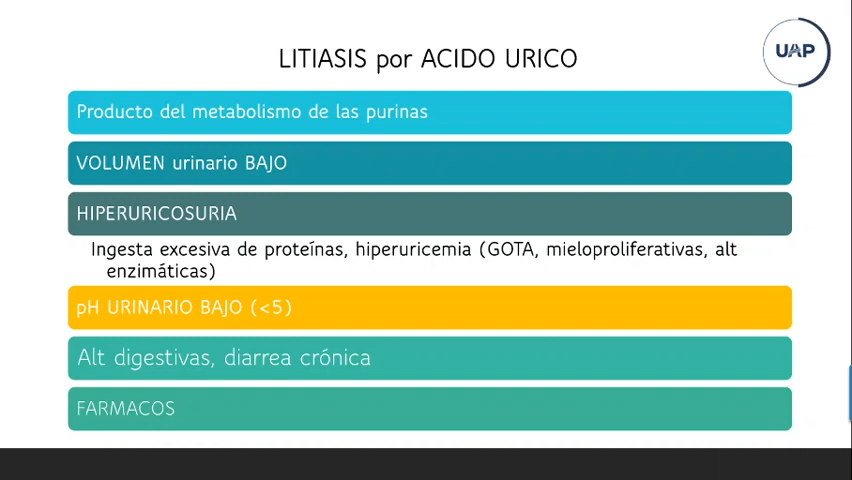 LITIASIS por ACIDO URICO
UAP
Producto del metabolismo de las purinas
VOLUMEN urinario BAJO
HIPERURICOSURIA
Ingesta excesiva de proteínas, hiperuricemia (GOTA, mieloproliferativas, alt
enzimáticas)
pH URINARIO BAJO (<5)
Alt digestivas, diarrea crónica
FARMACOS